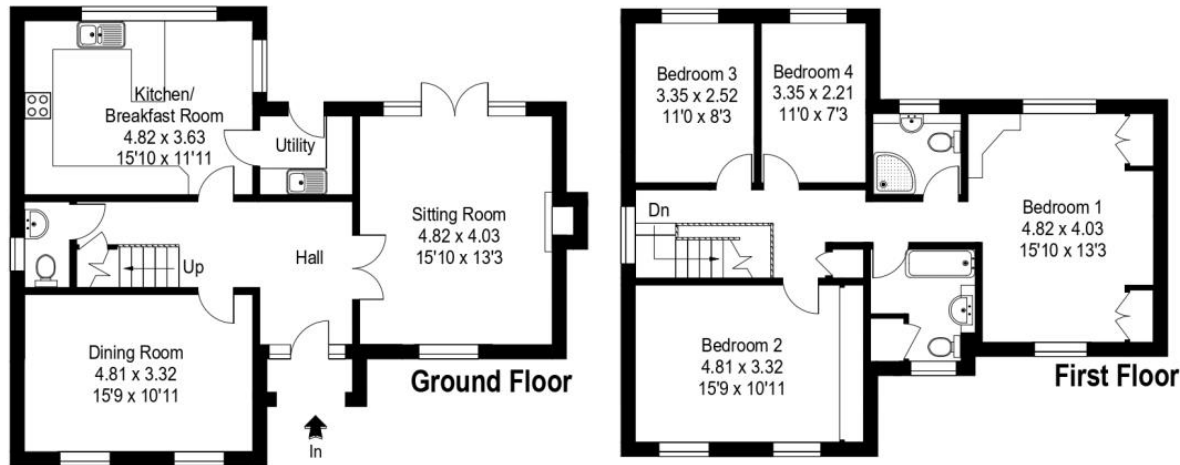 Kitchen/
Breakfast Room
4.82 x 3.63
15'10 x 11'11
Utility
Sitting Room
4.82 x 4.03
15'10 x 13'3
Up
Hall
Dining Room
4.81 x 3.32
15'9 x 10'11
In
Ground Floor
Bedroom 3
3.35 x 2.52
11'0 x 8'3
Bedroom 4
3.35 x 2.21
11'0 x 7'3
Dn
Bedroom 1
4.82 x 4.03
15'10 x 13'3
Bedroom 2
4.81 x 3.32
15'9 x 10'11
First Floor